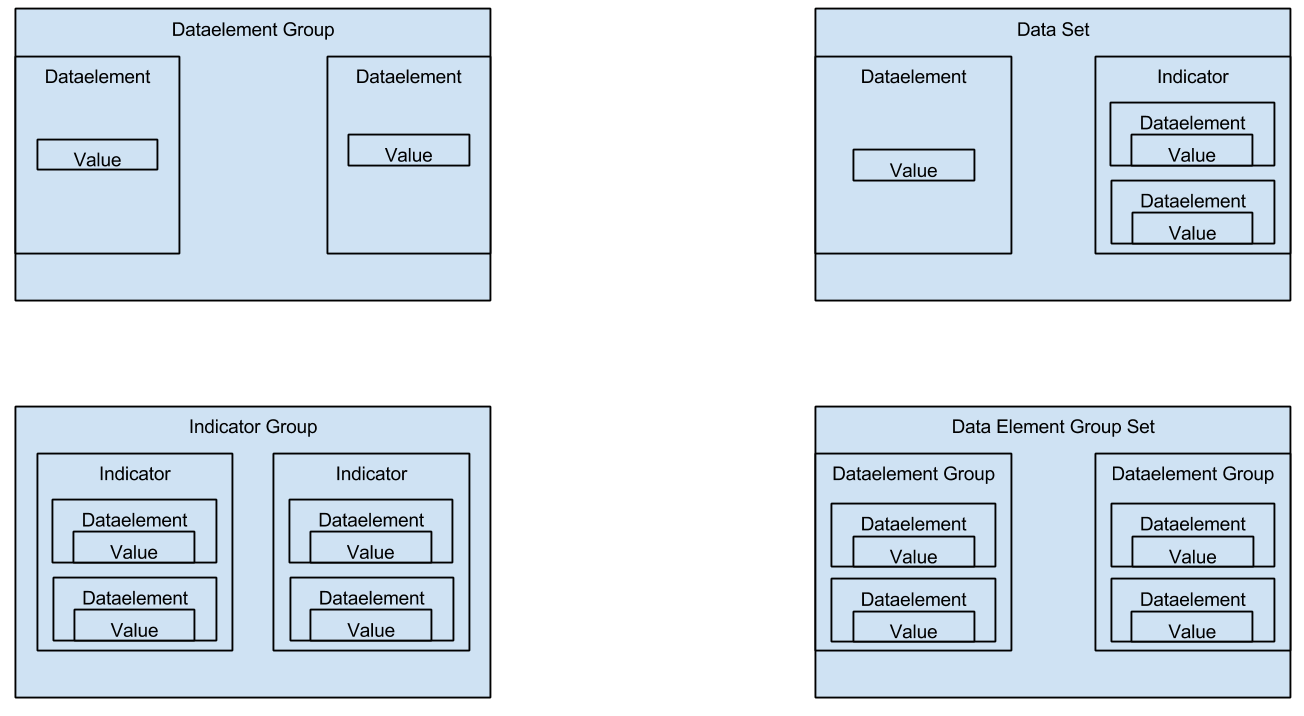 Dataelement Group
Dataelement
Value
Dataelement
Value
Data Set
Dataelement
Value
Indicator
Dataelement
Value
Dataelement
Value
Indicator Group
Indicator
Dataelement
Value
Dataelement
Value
Indicator
Dataelement
Value
Dataelement
Value
Data Element Group Set
Dataelement Group
Dataelement
Value
Dataelement
Value
Dataelement Group
Dataelement
Value
Dataelement
Value